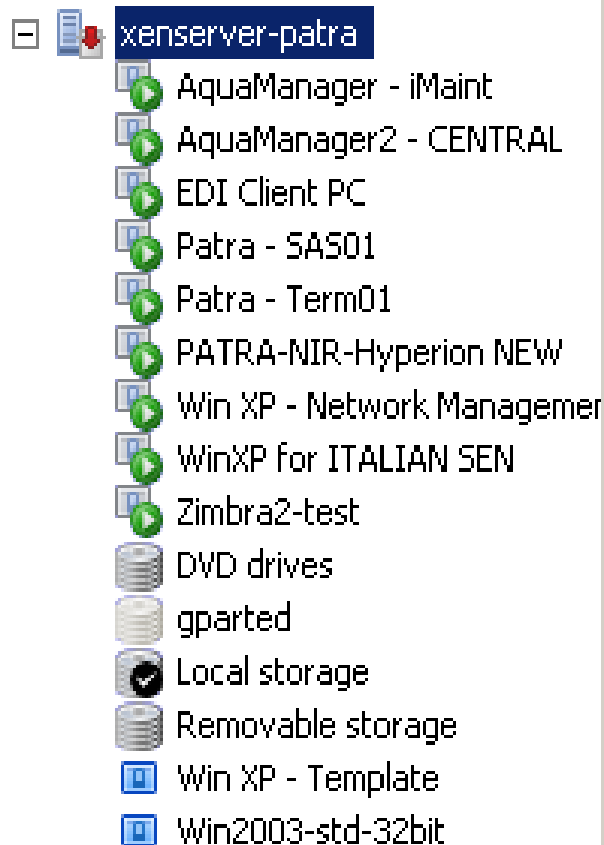 xenserver-patra
AquaManager - iMaint
AquaManager2 - CENTRAL
EDI Client PC
Patra - SAS01
Patra - Term01
PATRA-NIR-Hyperion NEW
Win XP - Network Managemer
WinXP for ITALIAN SEN
Zimbra2-test
DVD drives
gparted
Local storage
Removable storage
Win XP - Template
Win2003-std-32bit